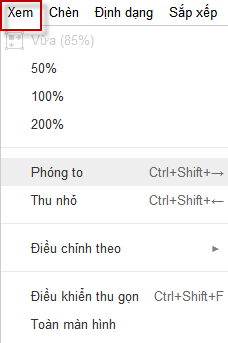 Xem Chèn Định dạng Sắp xếp
Vừa (85%)
50%
100%
200%
Phóng to Ctrl+Shift+→
Thu nhỏ Ctrl+Shift+←
Điều chỉnh theo ►
Điều khiển thu gọn Ctrl+Shift+F
Toàn màn hình